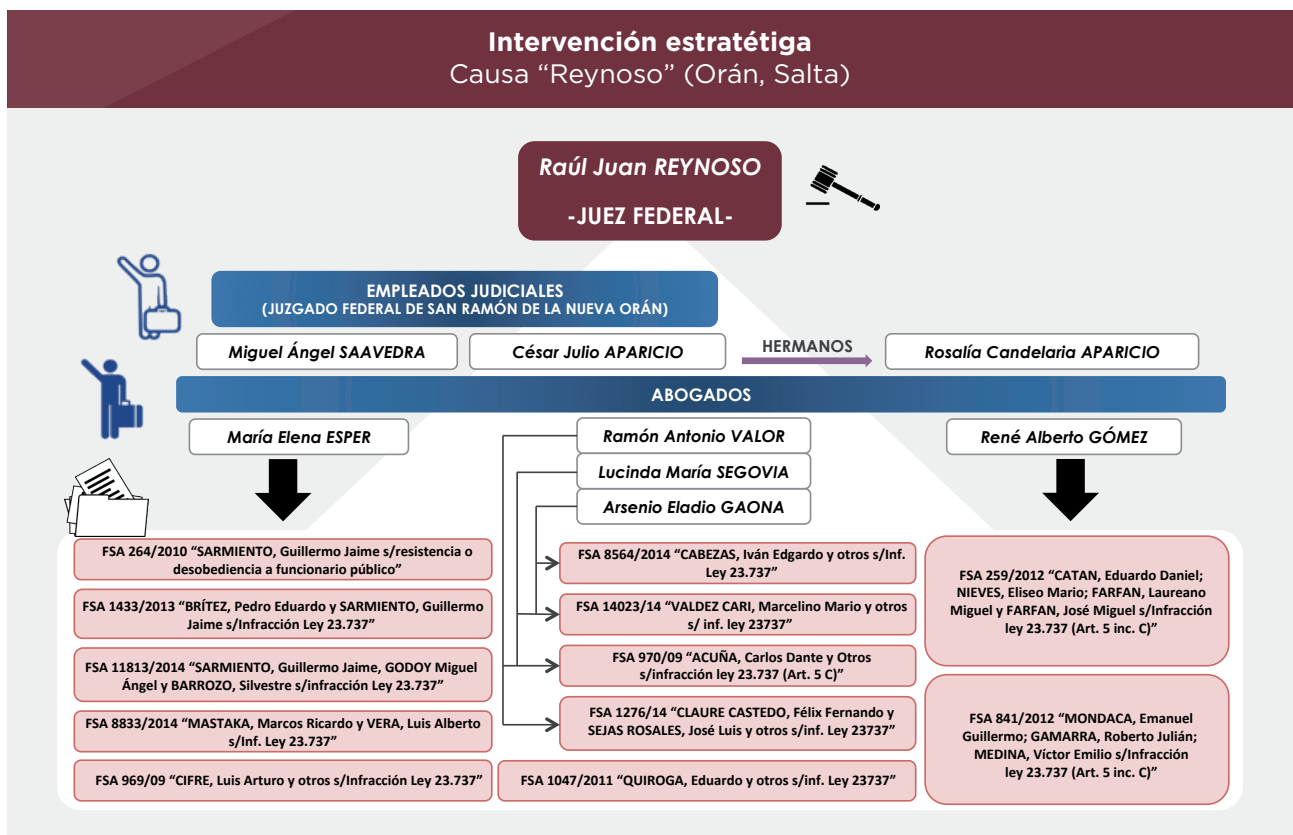 Intervención estratétiga
Causa “Reynoso” (Orán, Salta)
Raúl Juan REYNOSO
-JUEZ FEDERAL-
EMPLEADOS JUDICIALES
(JUZGADO FEDERAL DE SAN RAMÓN DE LA NUEVA ORÁN)
Miguel Ángel SAAVEDRA
César Julio APARICIO
HERMANOS
Rosalía Candelaria APARICIO
ABOGADOS
María Elena ESPER
Ramón Antonio VALOR
Lucinda María SEGOVIA
Arsenio Eladio GAONA
René Alberto GÓMEZ
FSA 264/2010 “SARMIENTO, Guillermo Jaime s/resistencia o
desobediencia a funcionario público”
FSA 1433/2013 “BRÍTEZ, Pedro Eduardo y SARMIENTO, Guillermo
Jaime s/Infracción Ley 23.737”
FSA 11813/2014 “SARMIENTO, Guillermo Jaime, GODOY Miguel
Ángel y BARROZO, Silvestre s/infracción Ley 23.737”
FSA 8833/2014 “MASTAKA, Marcos Ricardo y VERA, Luis Alberto
s/Inf. Ley 23.737”
FSA 969/09 “CIFRE, Luis Arturo y otros s/Infracción Ley 23.737”
FSA 8564/2014 “CABEZAS, Iván Edgardo y otros s/Inf.
Ley 23.737”
FSA 14023/14 “VALDEZ CARI, Marcelino Mario y otros
s/ inf. ley 23737”
FSA 970/09 “ACUÑA, Carlos Dante y Otros
s/infracción ley 23.737 (Art. 5 C)”
FSA 1276/14 “CLAURE CASTEDO, Félix Fernando y
SEJAS ROSALES, José Luis y otros s/inf. Ley 23737”
FSA 1047/2011 “QUIROGA, Eduardo y otros s/inf. Ley 23737”
FSA 259/2012 “CATAN, Eduardo Daniel;
NIEVES, Eliseo Mario; FARFAN, Laureano
Miguel y FARFAN, José Miguel s/Infracción
ley 23.737 (Art. 5 inc. C)”
FSA 841/2012 “MONDACA, Emanuel
Guillermo; GAMARRA, Roberto Julián;
MEDINA, Víctor Emilio s/Infracción
ley 23.737 (Art. 5 inc. C)”